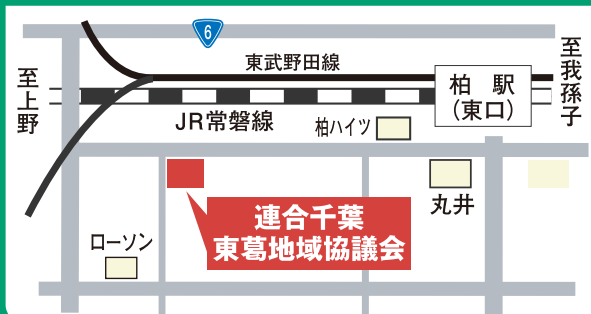 6
東武野田線
至上野
至我孫子
柏 駅
(東口)
JR常磐線
柏ハイツ
丸井
連合千葉
東葛地域協議会
ローソン